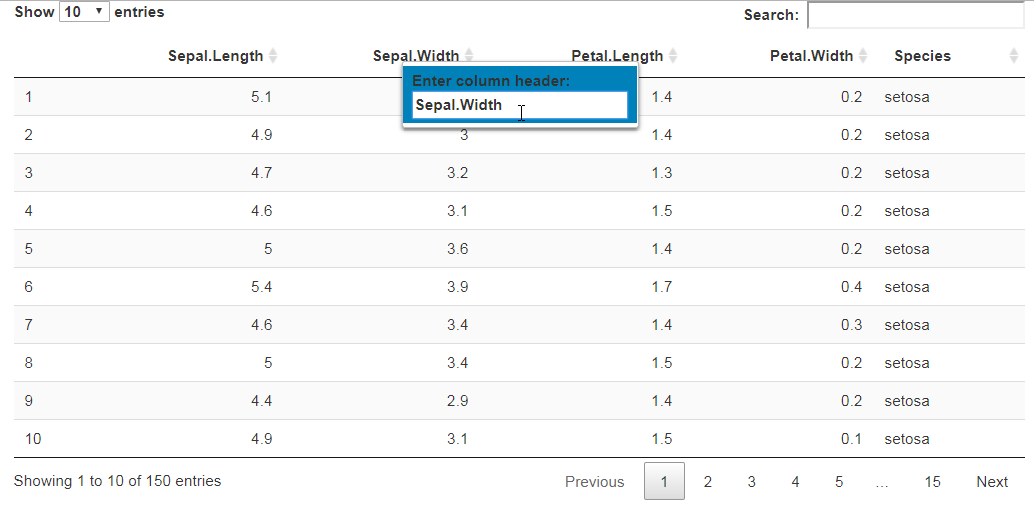 Show 10 entries Search:
Sepal.Length Sepal.Width Petal.Length Petal.Width Species
Enter column header:
Sepal.Width
1 5.1 1.4 0.2 setosa
2 4.9 3 1.4 0.2 setosa
3 4.7 3.2 1.3 0.2 setosa
4 4.6 3.1 1.5 0.2 setosa
5 5 3.6 1.4 0.2 setosa
6 5.4 3.9 1.7 0.4 setosa
7 4.6 3.4 1.4 0.3 setosa
8 5 3.4 1.5 0.2 setosa
9 4.4 2.9 1.4 0.2 setosa
10 4.9 3.1 1.5 0.1 setosa
Showing 1 to 10 of 150 entries Previous 1 2 3 4 5 … 15 Next